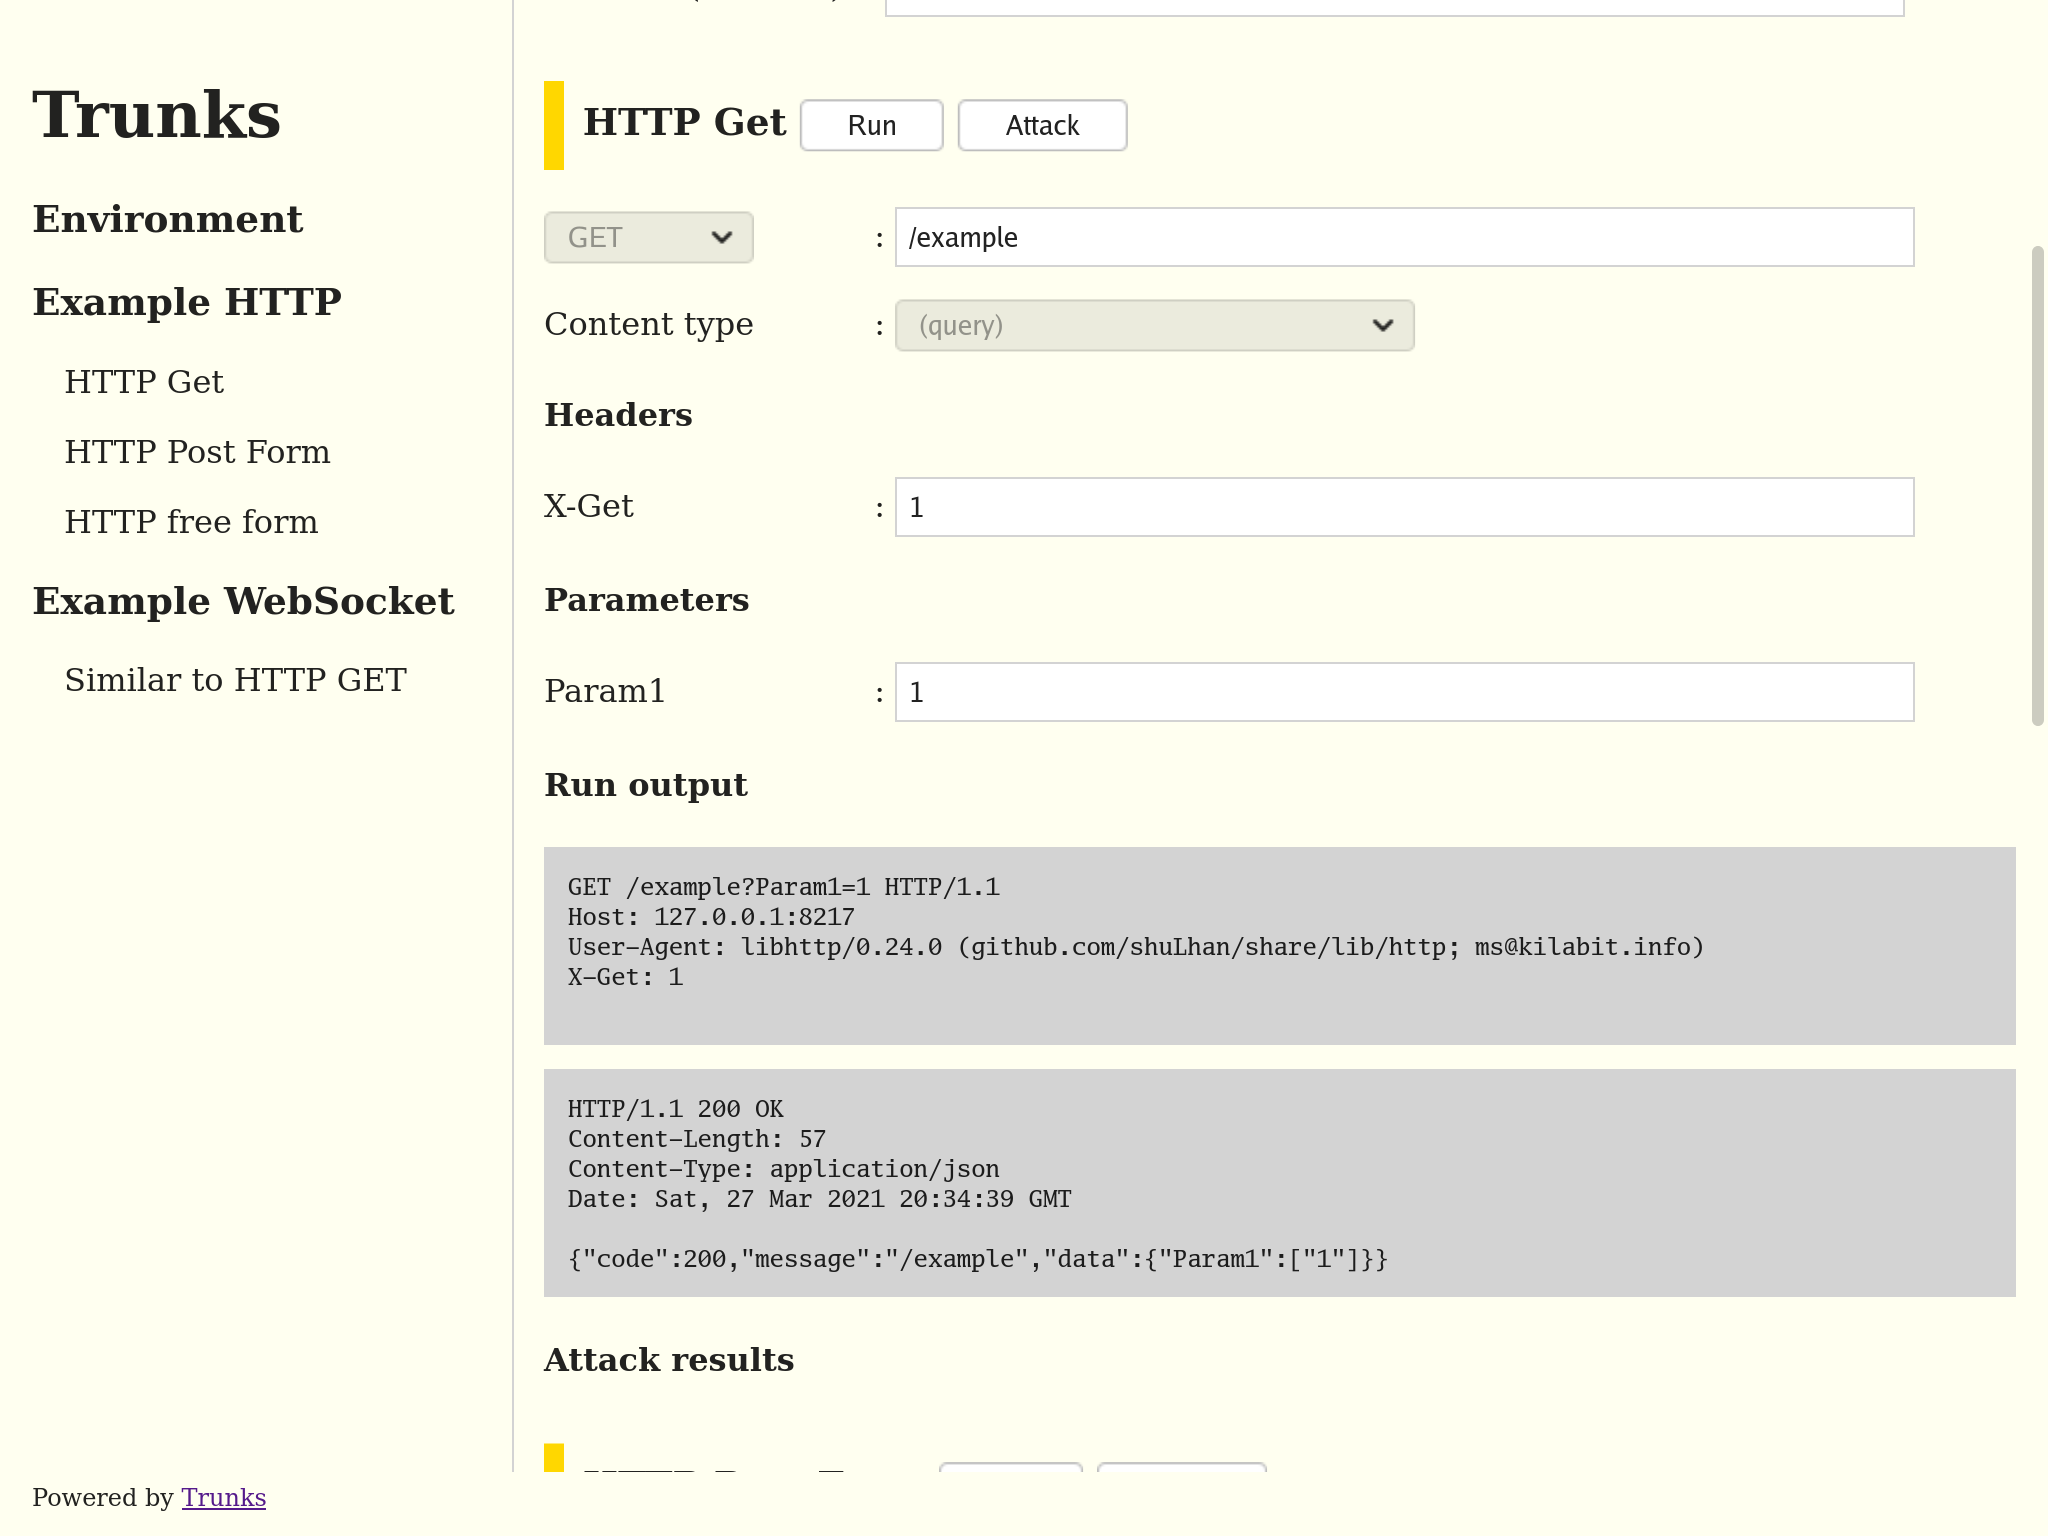 Trunks
Environment
Example HTTP
HTTP Get
HTTP Post Form
HTTP free form
Example WebSocket
Similar to HTTP GET
HTTP Get Run Attack
GET : /example
Content type : (query)
Headers
X-Get : 1
Parameters
Param1 : 1
Run output
GET /example?Param1=1 HTTP/1.1
Host: 127.0.0.1:8217
User-Agent: libhttp/0.24.0 (github.com/shuLhan/share/lib/http; ms@kilabit.info)
X-Get: 1
HTTP/1.1 200 OK
Content-Length: 57
Content-Type: application/json
Date: Sat, 27 Mar 2021 20:34:39 GMT
{"code":200,"message":"/example","data":{"Param1":["1"]}}
Attack results
Powered by Trunks